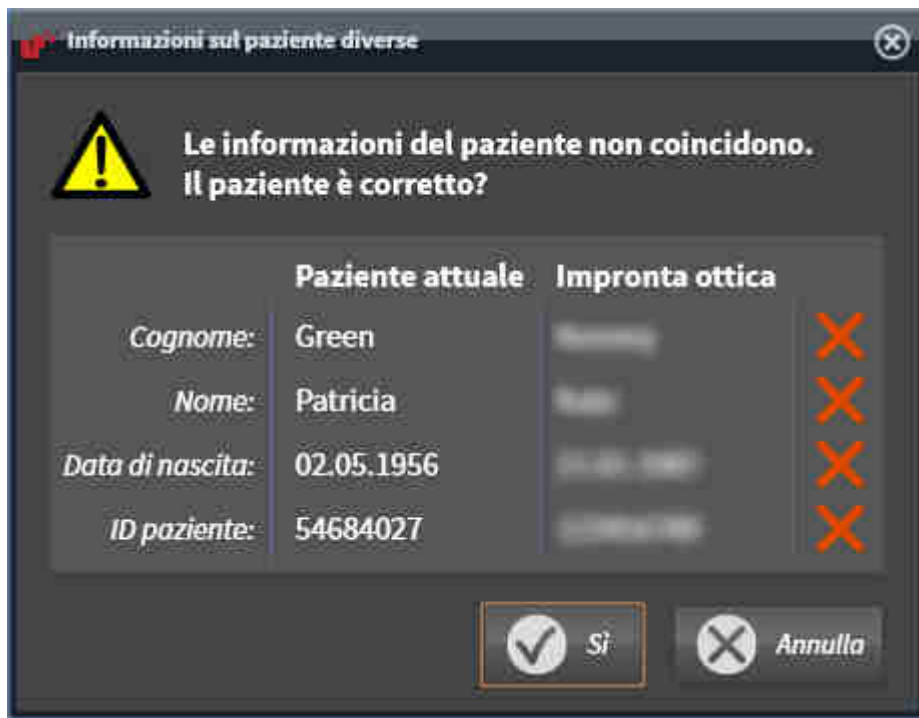 Informazioni sul paziente diverse
Le informazioni del paziente non coincidono.
Il paziente è corretto?
Paziente attuale Impronta ottica
Cognome: Green
Nome: Patricia
Data di nascita: 02.05.1956
ID paziente: 54684027
Sì Annulla